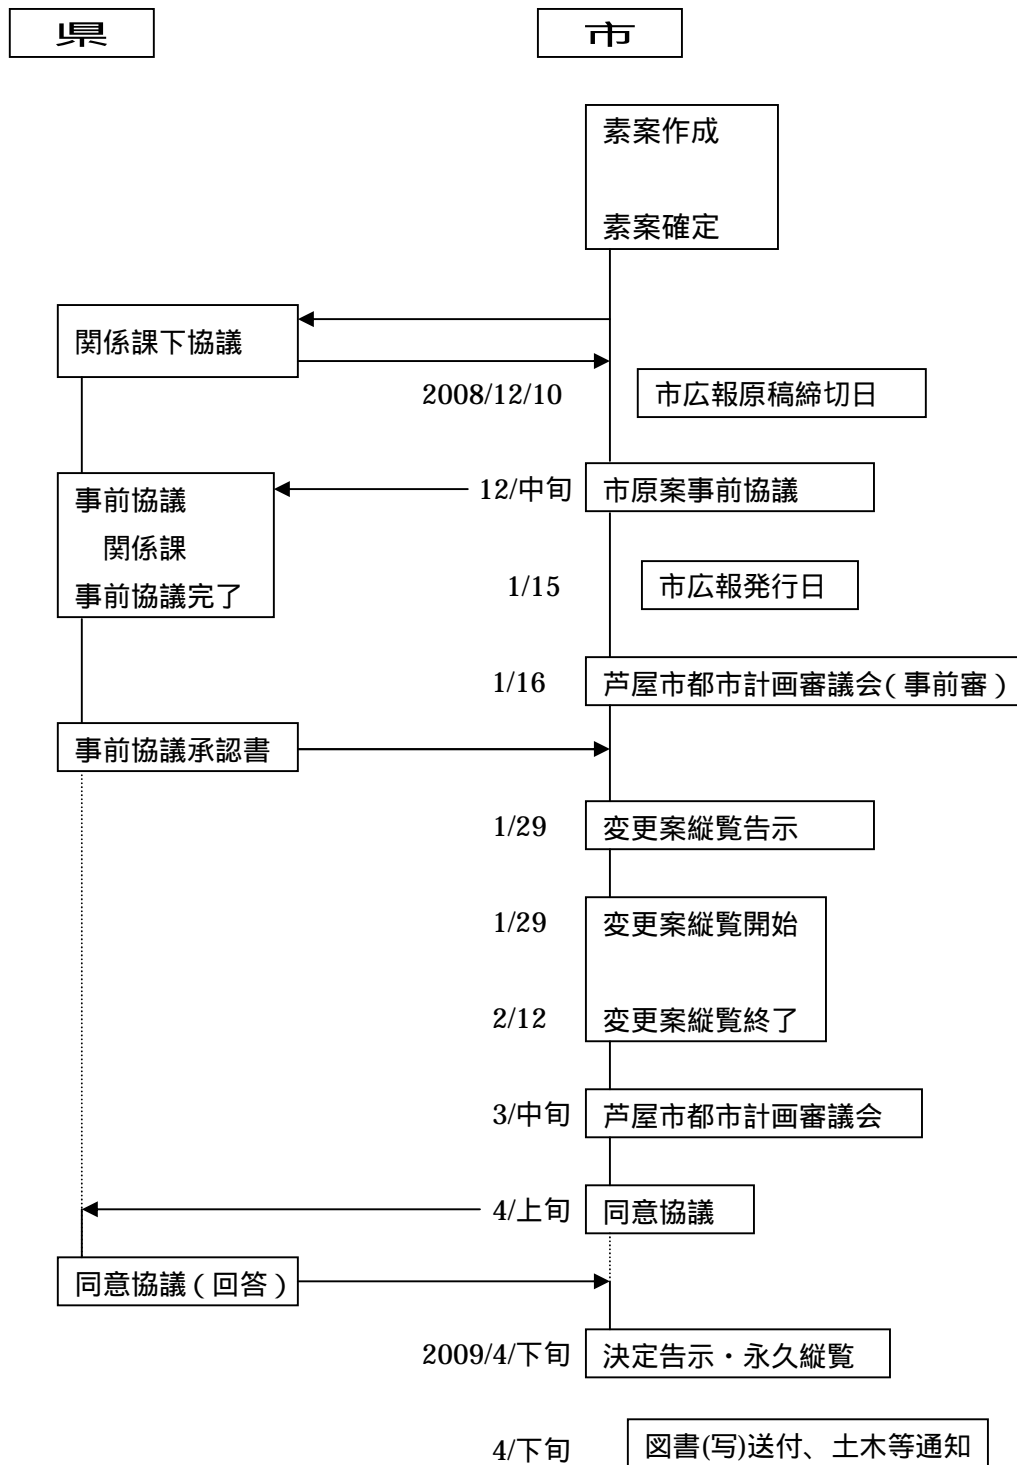 県
市
素案作成
素案確定
関係課下協議
2008/12/10
市広報原稿締切日
12/中旬
市原案事前協議
事前協議
関係課
事前協議完了
1/15
市広報発行日
1/16
芦屋市都市計画審議会(事前審)
事前協議承認書
1/29
変更案縦覧告示
1/29
変更案縦覧開始
2/12
変更案縦覧終了
3/中旬
芦屋市都市計画審議会
4/上旬
同意協議
同意協議(回答)
2009/4/下旬
決定告示・永久縦覧
4/下旬
図書(写)送付、土木等通知